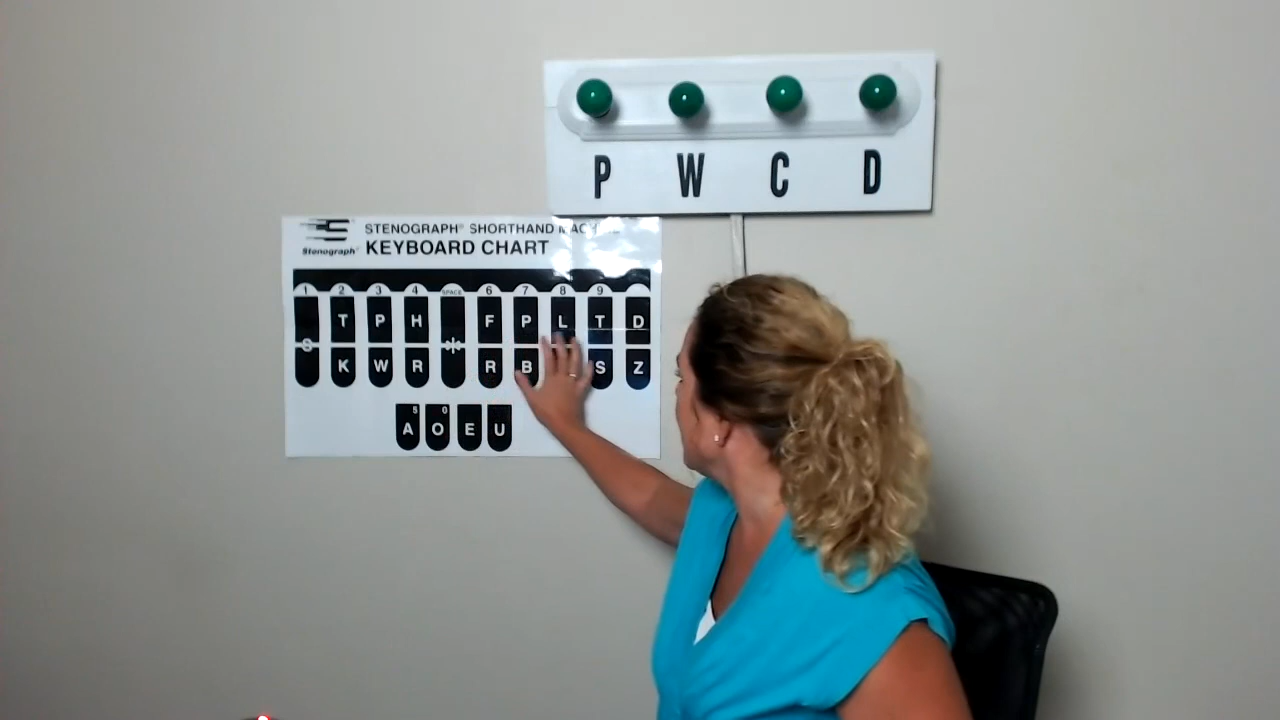 P W C D
STENOGRAPH® SHORTHAND
Stenograph®
KEYBOARD CHART
1 2 3 4 SPACE 6 7 8 9
S T P H * F P L T D
K W R R B S Z
5 0
A O E U